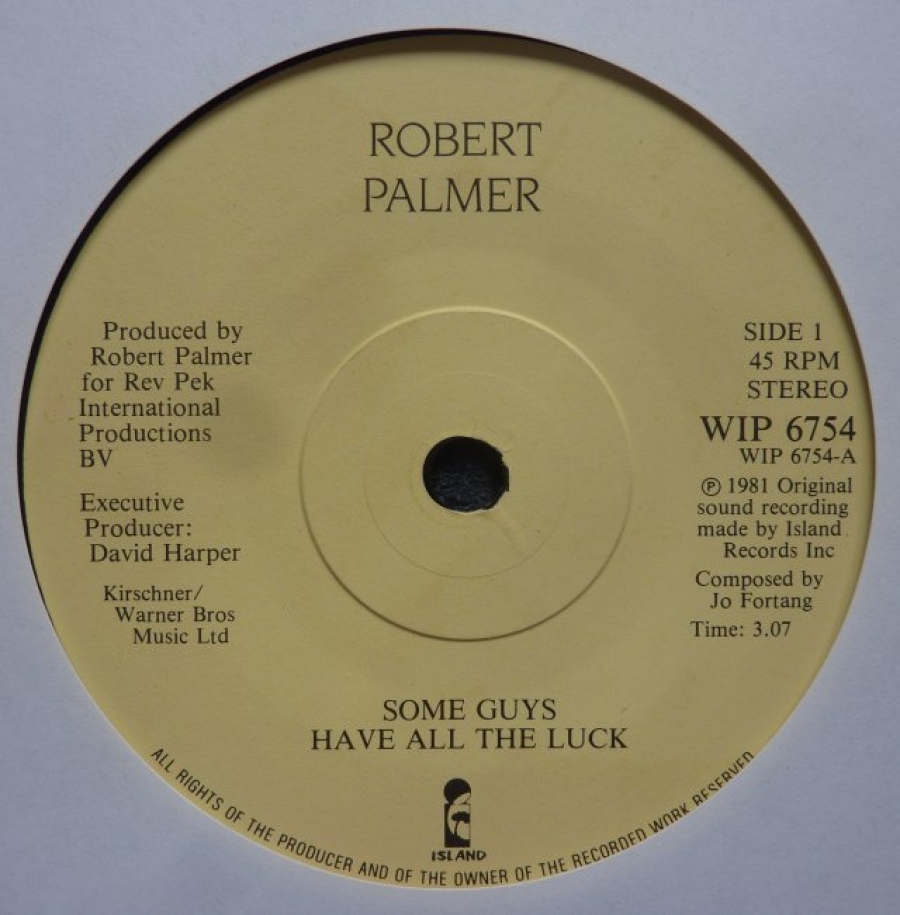 ROBERT
PALMER
Produced by
Robert Palmer
for Rev Pek
International
Productions
BV
Executive
Producer:
David Harper
Kirschner/
Warner Bros
Music Ltd
SIDE 1
45 RPM
STEREO
WIP 6754
WIP 6754-A
Ⓟ 1981 Original
sound recording
made by Island
Records Inc
Composed by
Jo Fortang
Time: 3.07
SOME GUYS
HAVE ALL THE LUCK
ISLAND
ALL RIGHTS OF THE PRODUCER AND OF THE OWNER OF THE RECORDED WORK RESERVED